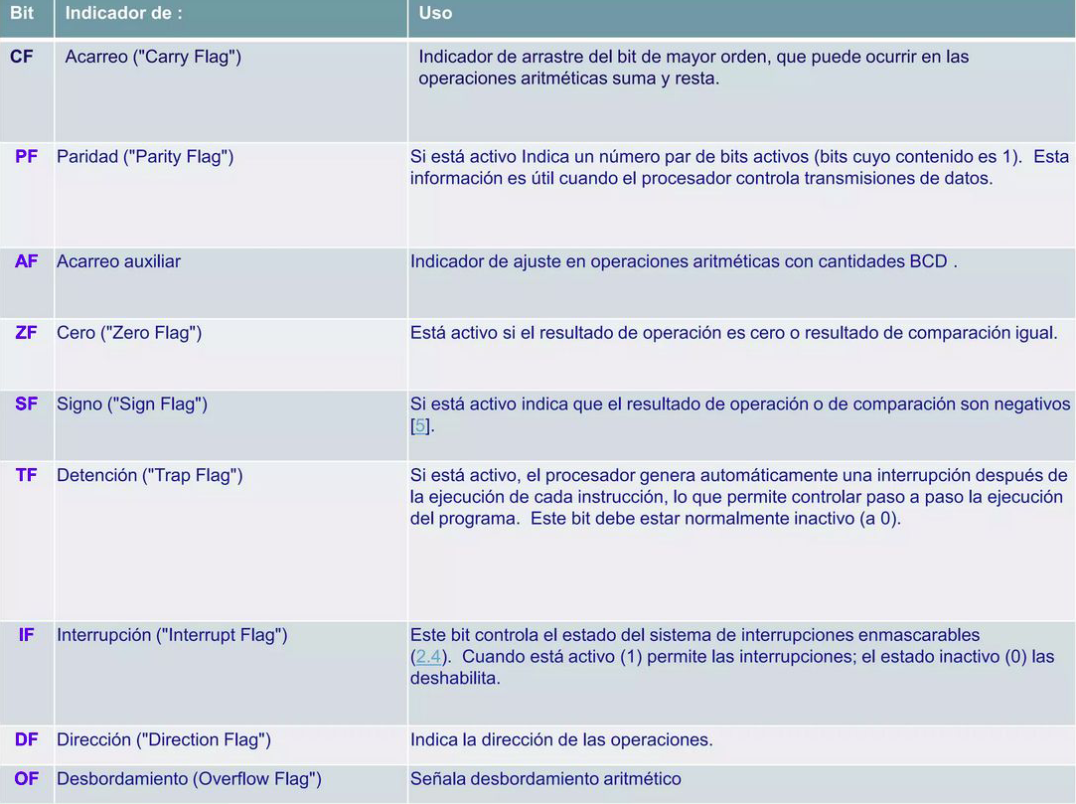 Bit Indicador de : Uso
CF Acarreo ("Carry Flag") Indicador de arrastre del bit de mayor orden, que puede ocurrir en las
operaciones aritméticas suma y resta.
PF Paridad ("Parity Flag") Si está activo Indica un número par de bits activos (bits cuyo contenido es 1). Esta
información es útil cuando el procesador controla transmisiones de datos.
AF Acarreo auxiliar Indicador de ajuste en operaciones aritméticas con cantidades BCD .
ZF Cero ("Zero Flag") Está activo si el resultado de operación es cero o resultado de comparación igual.
SF Signo ("Sign Flag") Si está activo indica que el resultado de operación o de comparación son negativos
[5].
TF Detención ("Trap Flag") Si está activo, el procesador genera automáticamente una interrupción después de
la ejecución de cada instrucción, lo que permite controlar paso a paso la ejecución
del programa. Este bit debe estar normalmente inactivo (a 0).
IF Interrupción ("Interrupt Flag") Este bit controla el estado del sistema de interrupciones enmascarables
(2.4). Cuando está activo (1) permite las interrupciones; el estado inactivo (0) las
deshabilita.
DF Dirección ("Direction Flag") Indica la dirección de las operaciones.
OF Desbordamiento (Overflow Flag") Señala desbordamiento aritmético